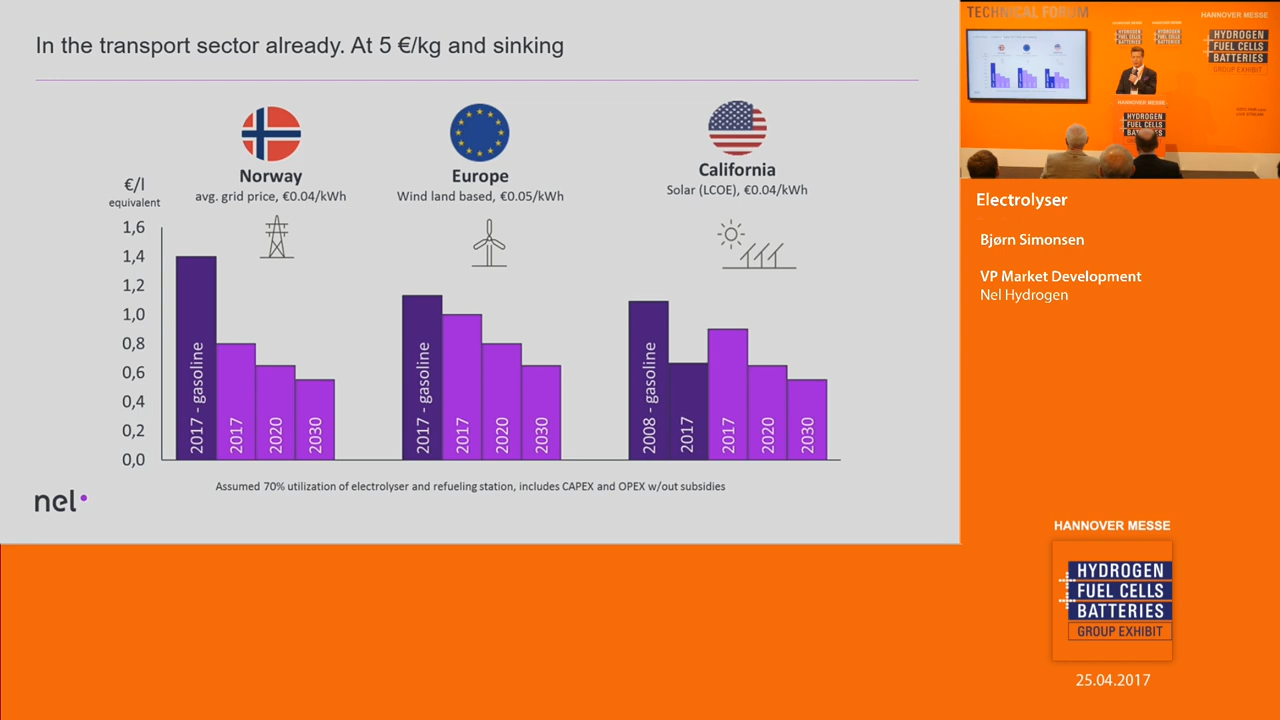 In the transport sector already. At 5 €/kg and sinking
Norway
avg. grid price, €0.04/kWh
Europe
Wind land based, €0.05/kWh
California
Solar (LCOE), €0.04/kWh
€/l
equivalent
1,6
1,4
1,2
1,0
0,8
0,6
0,4
0,2
0,0
2017 - gasoline
2017
2020
2030
2017 - gasoline
2017
2020
2030
2008 - gasoline
2017
2017
2020
2030
Assumed 70% utilization of electrolyser and refueling station, includes CAPEX and OPEX w/out subsidies
nel
TECHNICAL FORUM
HANNOVER MESSE
HYDROGEN
FUEL CELLS
BATTERIES
GROUP EXHIBIT
HANNOVER MESSE
HYDROGEN
FUEL CELLS
Electrolyser
Bjørn Simonsen
VP Market Development
Nel Hydrogen
HANNOVER MESSE
HYDROGEN
FUEL CELLS
BATTERIES
GROUP EXHIBIT
25.04.2017